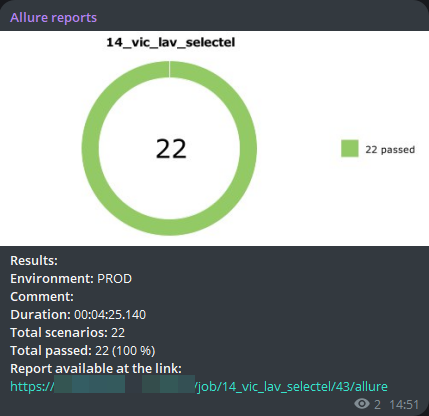 Allure reports
14_vic_lav_selectel
22
22 passed
Results:
Environment: PROD
Comment:
Duration: 00:04:25.140
Total scenarios: 22
Total passed: 22 (100 %)
Report available at the link:
https:// /job/14_vic_lav_selectel/43/allure
2 14:51